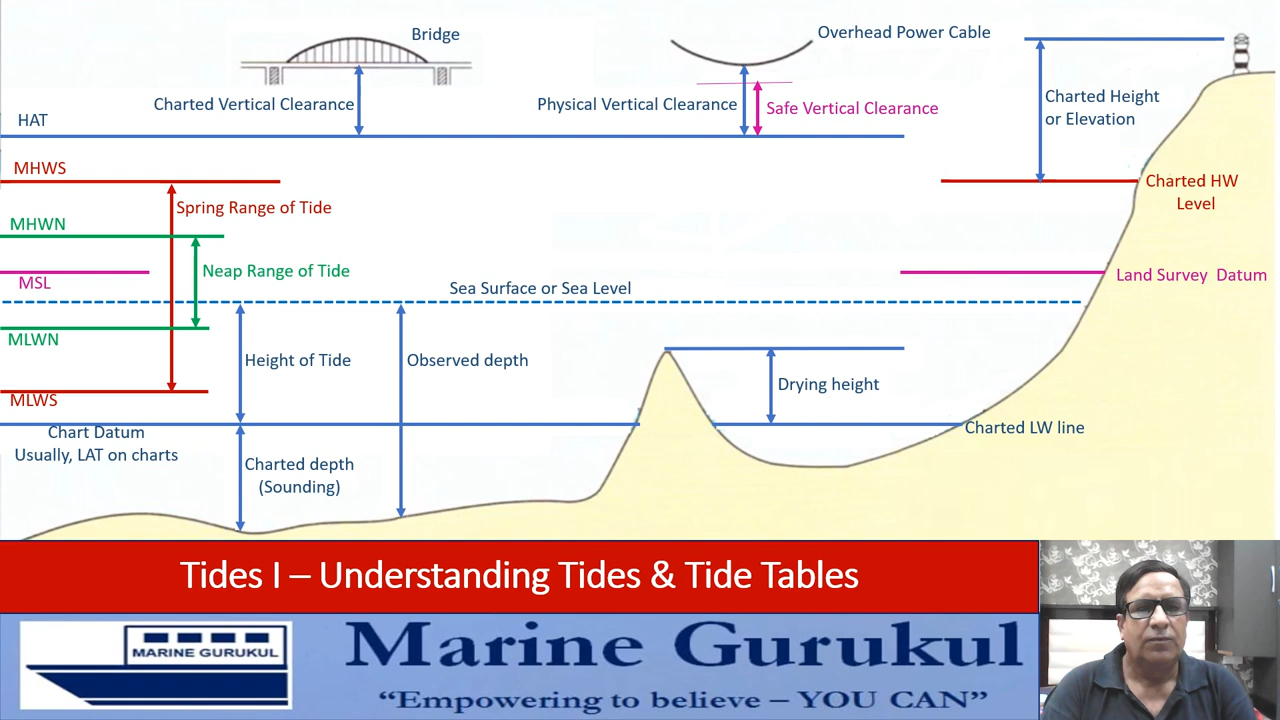 Bridge
Overhead Power Cable
Charted Vertical Clearance
Physical Vertical Clearance
Safe Vertical Clearance
Charted Height
or Elevation
HAT
MHWS
Charted HW
Level
Spring Range of Tide
MHWN
Neap Range of Tide
MSL
Land Survey Datum
Sea Surface or Sea Level
MLWN
Height of Tide
Observed depth
Drying height
MLWS
Chart Datum
Usually, LAT on charts
Charted LW line
Charted depth
(Sounding)
Tides I – Understanding Tides & Tide Tables
MARINE GURUKUL
Marine Gurukul
“Empowering to believe – YOU CAN”